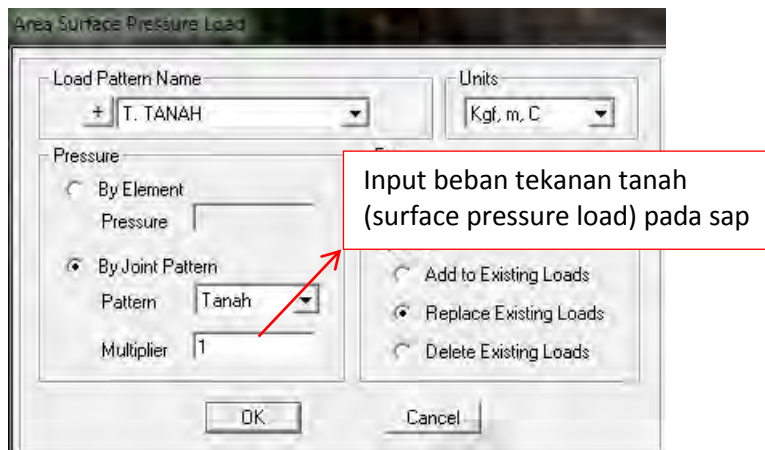 Area Surface Pressure Load
Load Pattern Name
Units
+ T. TANAH
Kgf, m, C
Pressure
By Element
Pressure
By Joint Pattern
Pattern Tanah
Multiplier 1
Input beban tekanan tanah
(surface pressure load) pada sap
Add to Existing Loads
Replace Existing Loads
Delete Existing Loads
OK
Cancel